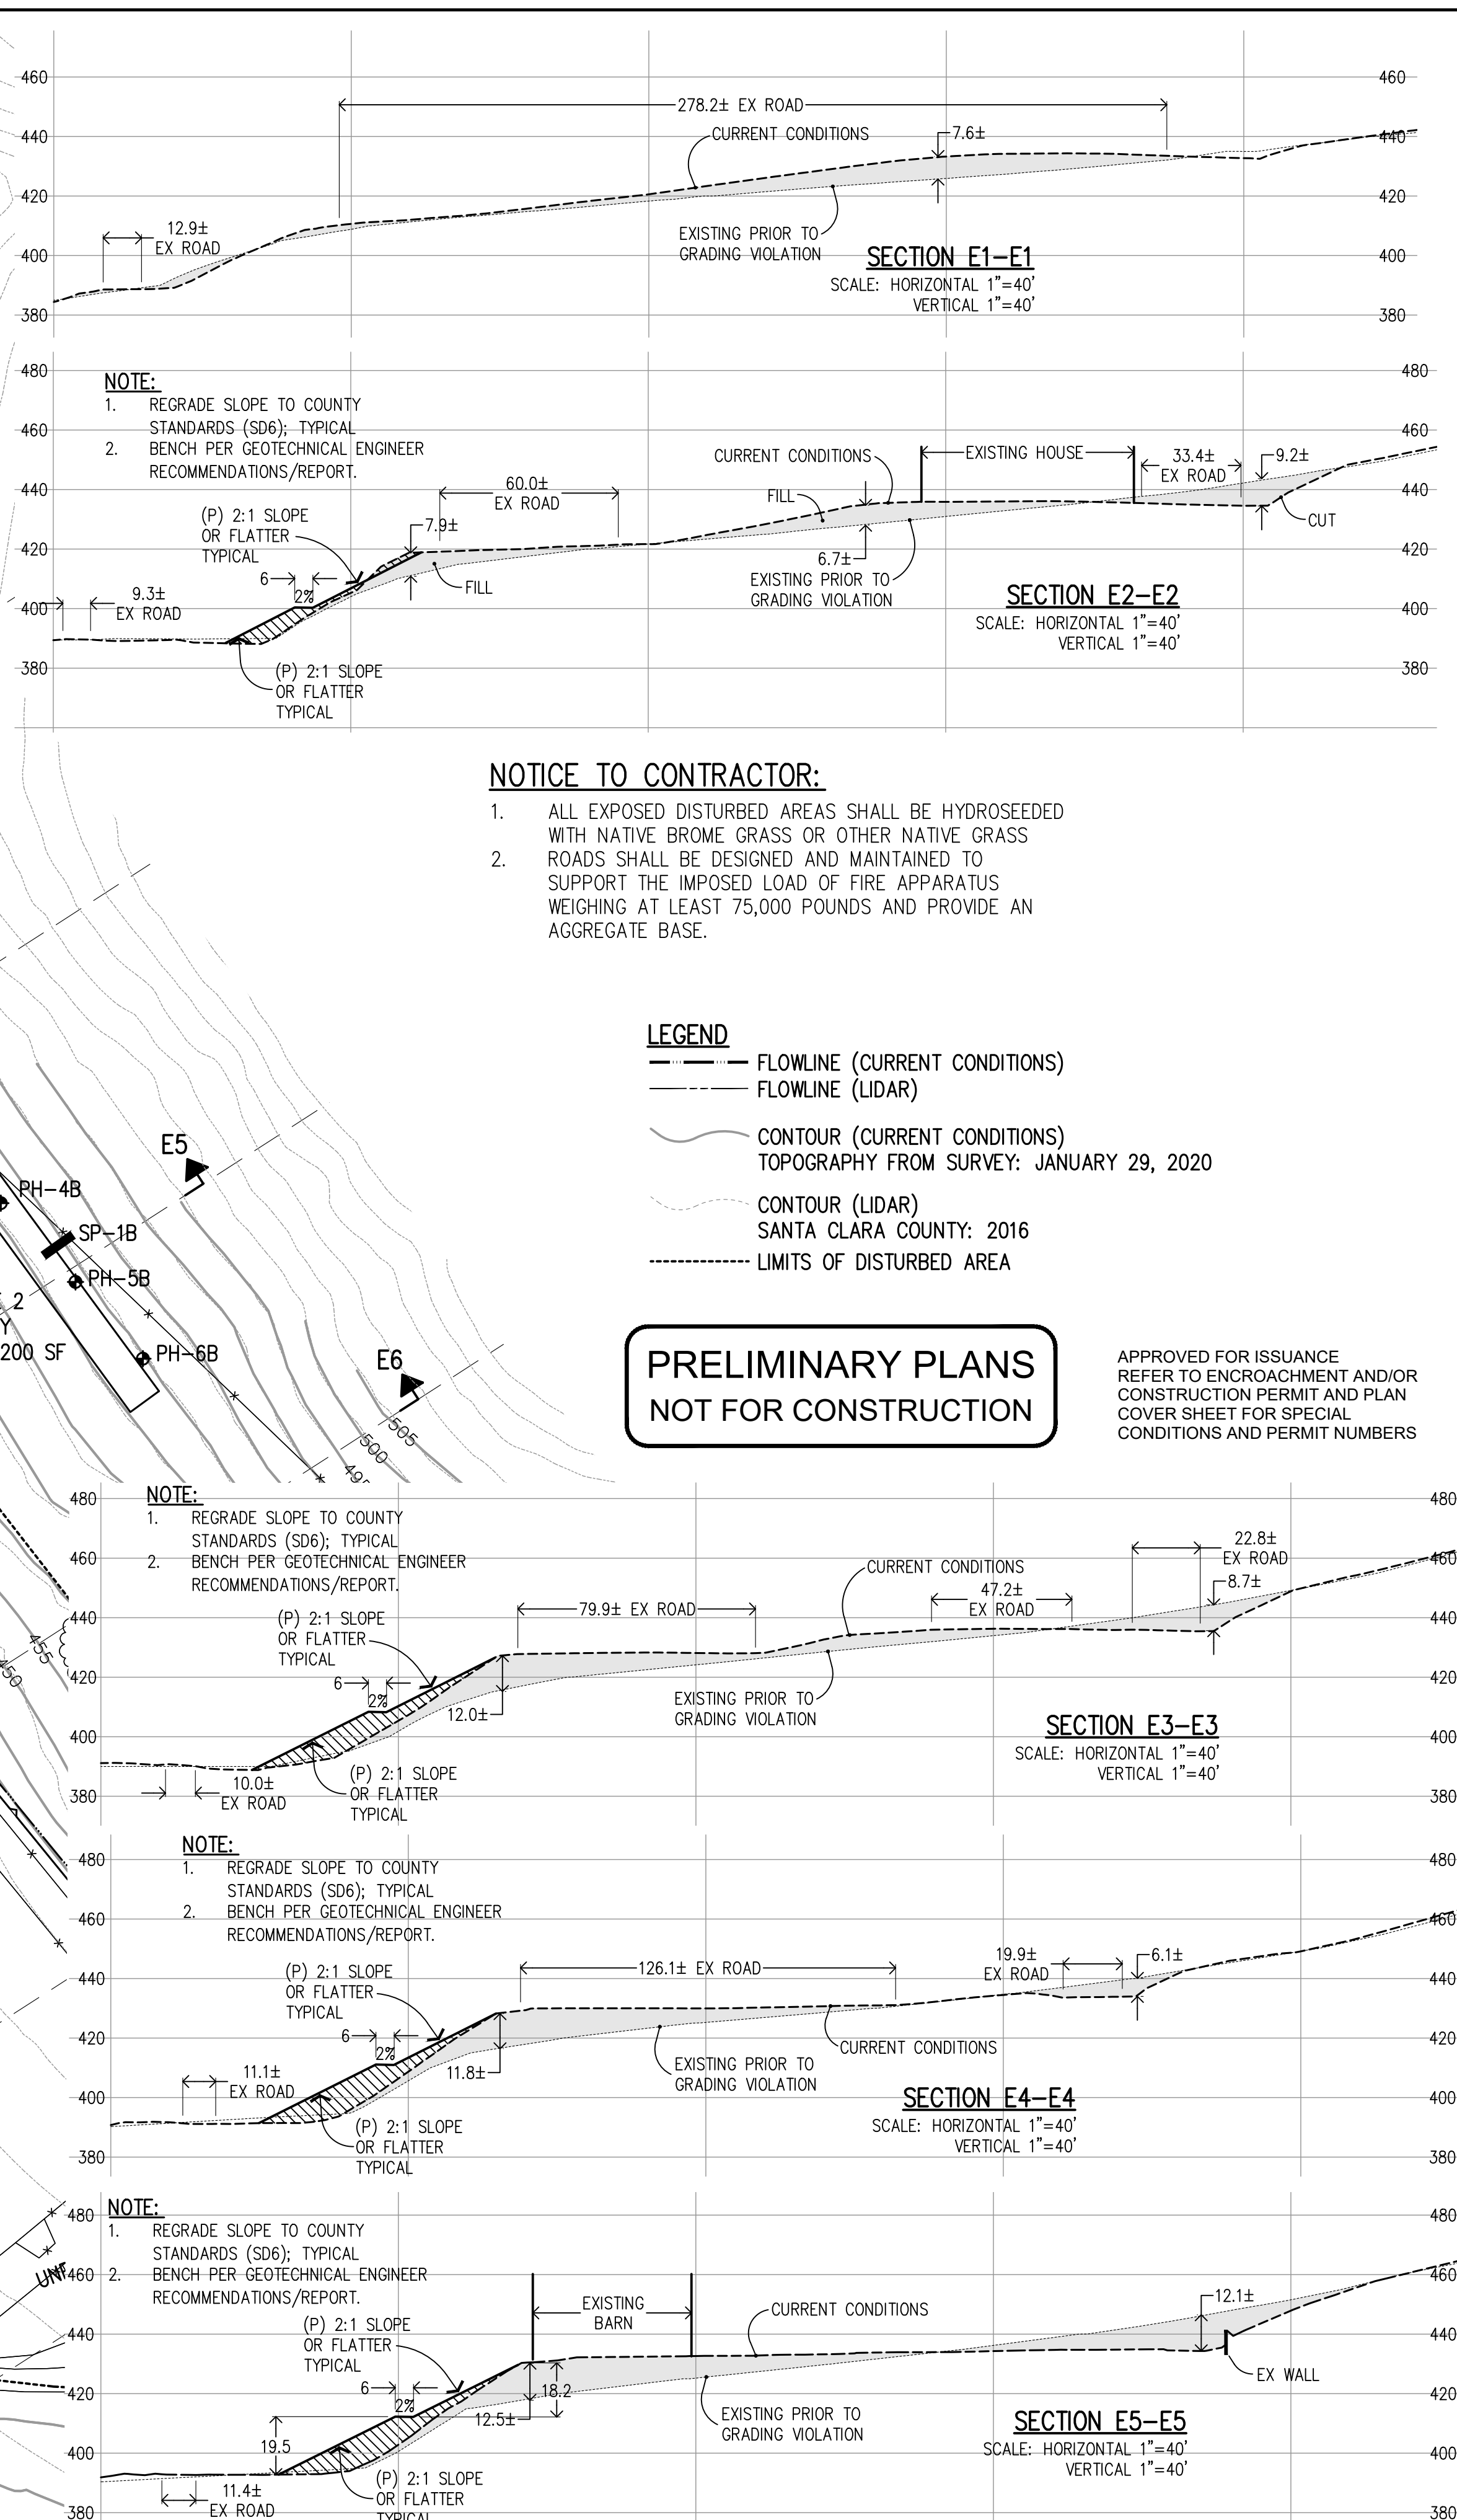 460
460
278.2± EX ROAD
440
CURRENT CONDITIONS
7.6±
440
420
420
12.9±
EX ROAD
EXISTING PRIOR TO
GRADING VIOLATION
400
400
SECTION E1-E1
SCALE: HORIZONTAL 1"=40'
VERTICAL 1"=40'
380
380
480
480
NOTE:
1. REGRADE SLOPE TO COUNTY
STANDARDS (SD6); TYPICAL
2. BENCH PER GEOTECHNICAL ENGINEER
RECOMMENDATIONS/REPORT.
460
460
CURRENT CONDITIONS
EXISTING HOUSE
33.4±
EX ROAD
9.2±
60.0±
EX ROAD
440
FILL
440
(P) 2:1 SLOPE
OR FLATTER
TYPICAL
7.9±
CUT
420
420
6.7±
EXISTING PRIOR TO
GRADING VIOLATION
6
2%
FILL
9.3±
EX ROAD
400
400
SECTION E2-E2
SCALE: HORIZONTAL 1"=40'
VERTICAL 1"=40'
380
380
(P) 2:1 SLOPE
OR FLATTER
TYPICAL
NOTICE TO CONTRACTOR:
1. ALL EXPOSED DISTURBED AREAS SHALL BE HYDROSEEDED
WITH NATIVE BROME GRASS OR OTHER NATIVE GRASS
2. ROADS SHALL BE DESIGNED AND MAINTAINED TO
SUPPORT THE IMPOSED LOAD OF FIRE APPARATUS
WEIGHING AT LEAST 75,000 POUNDS AND PROVIDE AN
AGGREGATE BASE.
LEGEND
FLOWLINE (CURRENT CONDITIONS)
FLOWLINE (LIDAR)
CONTOUR (CURRENT CONDITIONS)
TOPOGRAPHY FROM SURVEY: JANUARY 29, 2020
CONTOUR (LIDAR)
SANTA CLARA COUNTY: 2016
LIMITS OF DISTURBED AREA
E5
PH-4B
SP-1B
PH-5B
2
Y
200 SF
PH-6B
E6
505
500
PRELIMINARY PLANS
NOT FOR CONSTRUCTION
APPROVED FOR ISSUANCE
REFER TO ENCROACHMENT AND/OR
CONSTRUCTION PERMIT AND PLAN
COVER SHEET FOR SPECIAL
CONDITIONS AND PERMIT NUMBERS
480
480
NOTE:
1. REGRADE SLOPE TO COUNTY
STANDARDS (SD6); TYPICAL
2. BENCH PER GEOTECHNICAL ENGINEER
RECOMMENDATIONS/REPORT.
460
460
CURRENT CONDITIONS
22.8±
EX ROAD
8.7±
47.2±
EX ROAD
79.9± EX ROAD
440
440
455
450
(P) 2:1 SLOPE
OR FLATTER
TYPICAL
420
420
6
2%
12.0±
EXISTING PRIOR TO
GRADING VIOLATION
400
400
SECTION E3-E3
SCALE: HORIZONTAL 1"=40'
VERTICAL 1"=40'
380
380
10.0±
EX ROAD
(P) 2:1 SLOPE
OR FLATTER
TYPICAL
480
480
NOTE:
1. REGRADE SLOPE TO COUNTY
STANDARDS (SD6); TYPICAL
2. BENCH PER GEOTECHNICAL ENGINEER
RECOMMENDATIONS/REPORT.
460
460
126.1± EX ROAD
19.9±
EX ROAD
6.1±
440
440
(P) 2:1 SLOPE
OR FLATTER
TYPICAL
420
420
6
2%
CURRENT CONDITIONS
11.8±
EXISTING PRIOR TO
GRADING VIOLATION
11.1±
EX ROAD
400
400
SECTION E4-E4
SCALE: HORIZONTAL 1"=40'
VERTICAL 1"=40'
(P) 2:1 SLOPE
OR FLATTER
TYPICAL
380
380
480
480
NOTE:
1. REGRADE SLOPE TO COUNTY
STANDARDS (SD6); TYPICAL
2. BENCH PER GEOTECHNICAL ENGINEER
RECOMMENDATIONS/REPORT.
460
460
EXISTING
BARN
CURRENT CONDITIONS
12.1±
(P) 2:1 SLOPE
OR FLATTER
TYPICAL
440
440
EX WALL
6
2%
18.2
420
420
12.5±
EXISTING PRIOR TO
GRADING VIOLATION
SECTION E5-E5
SCALE: HORIZONTAL 1"=40'
VERTICAL 1"=40'
19.5
400
400
11.4±
EX ROAD
(P) 2:1 SLOPE
OR FLATTER
TYPICAL
380
380